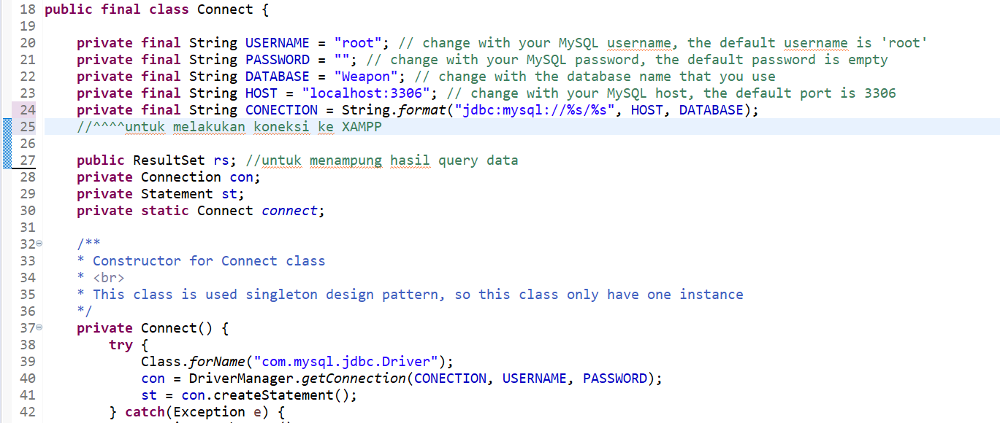 18 public final class Connect {
19
20     private final String USERNAME = "root"; // change with your MySQL username, the default username is 'root'
21     private final String PASSWORD = ""; // change with your MySQL password, the default password is empty
22     private final String DATABASE = "Weapon"; // change with the database name that you use
23     private final String HOST = "localhost:3306"; // change with your MySQL host, the default port is 3306
24     private final String CONECTION = String.format("jdbc:mysql://%s/%s", HOST, DATABASE);
25     //^^^^untuk melakukan koneksi ke XAMPP
26
27     public ResultSet rs; //untuk menampung hasil query data
28     private Connection con;
29     private Statement st;
30     private static Connect connect;
31
32     /**
33     * Constructor for Connect class
34     * <br>
35     * This class is used singleton design pattern, so this class only have one instance
36     */
37     private Connect() {
38         try {
39             Class.forName("com.mysql.jdbc.Driver");
40             con = DriverManager.getConnection(CONECTION, USERNAME, PASSWORD);
41             st = con.createStatement();
42         } catch(Exception e) {